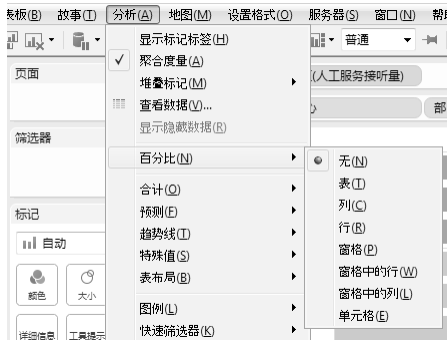 表板(B) 故事(T) 分析(A) 地图(M) 设置格式(O) 服务器(S) 窗口(N) 帮
普通
页面
筛选器
标记
自动
颜色 大小
详细信息 工具提示
显示标记标签(H)
聚合度量(A)
堆叠标记(M)
查看数据(V)...
显示隐藏数据(R)
百分比(N)
合计(O)
预测(F)
趋势线(T)
特殊值(S)
表布局(B)
图例(L)
快速筛选器(K)
(人工服务接听量)
部
无(N)
表(T)
列(C)
行(R)
窗格(P)
窗格中的行(W)
窗格中的列(L)
单元格(E)